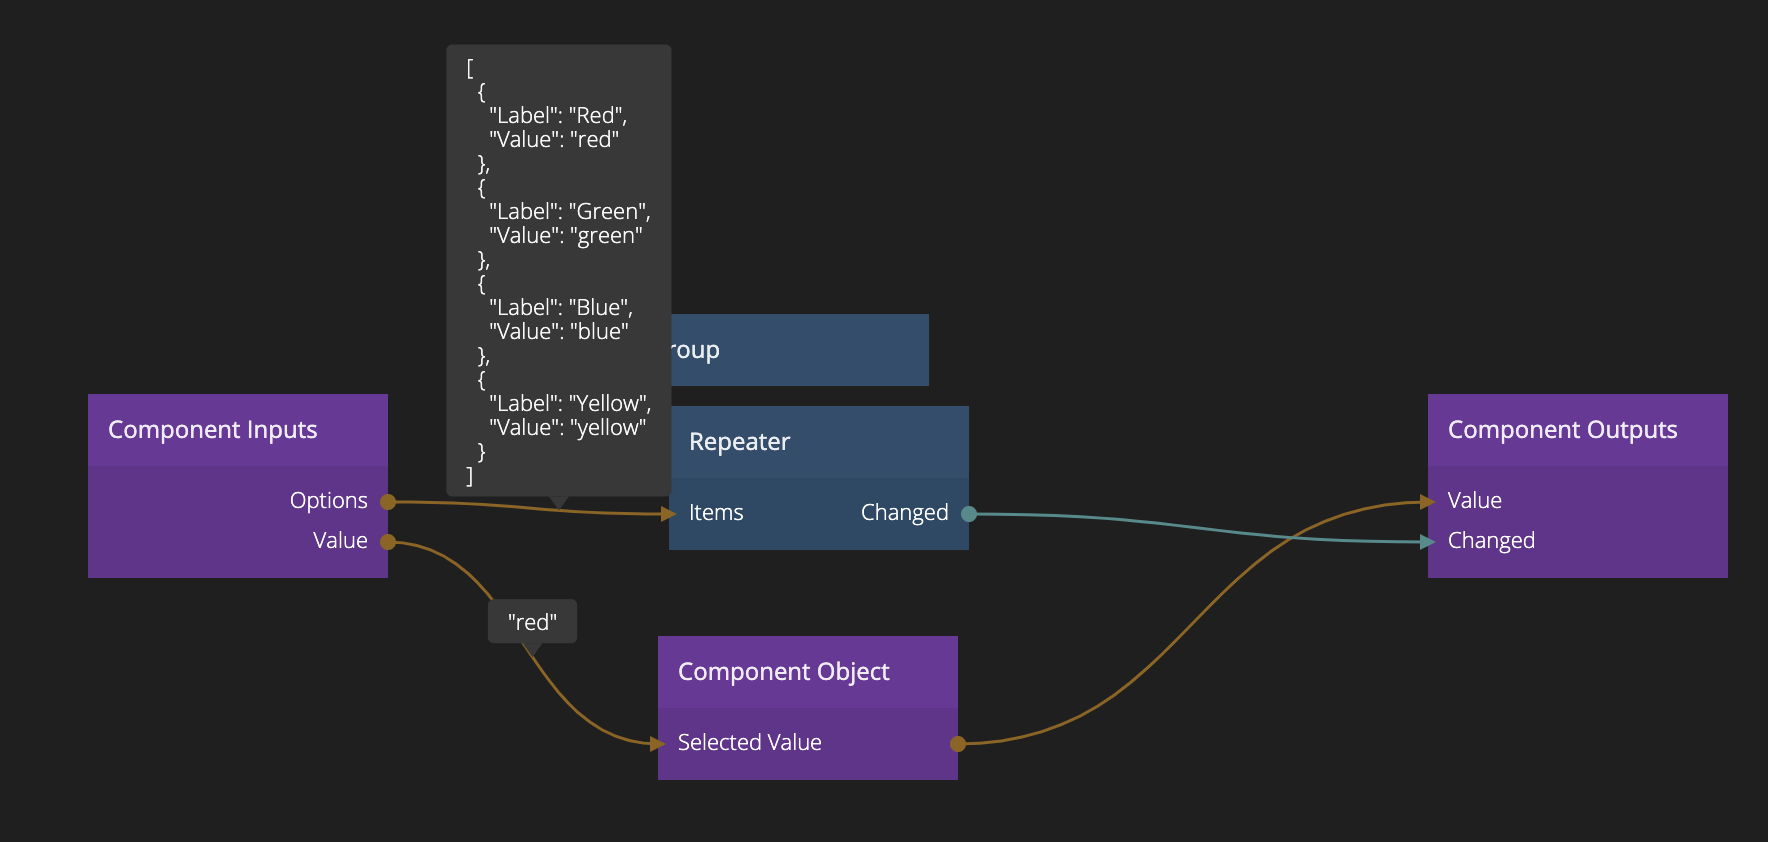 [
{
"Label": "Red",
"Value": "red"
},
{
"Label": "Green",
"Value": "green"
},
{
"Label": "Blue",
"Value": "blue"
},
{
"Label": "Yellow",
"Value": "yellow"
}
]
roup
Component Inputs
Options
Value
Repeater
Items
Changed
Component Outputs
Value
Changed
"red"
Component Object
Selected Value